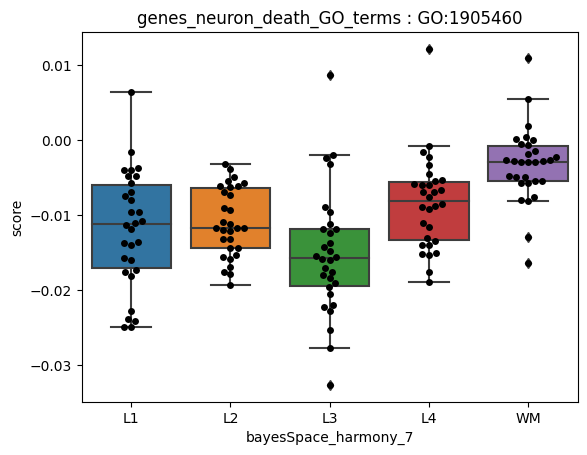 genes_neuron_death_GO_terms : GO:1905460
0.01
0.00
−0.01
−0.02
−0.03
score
L1 L2 L3 L4 WM
bayesSpace_harmony_7